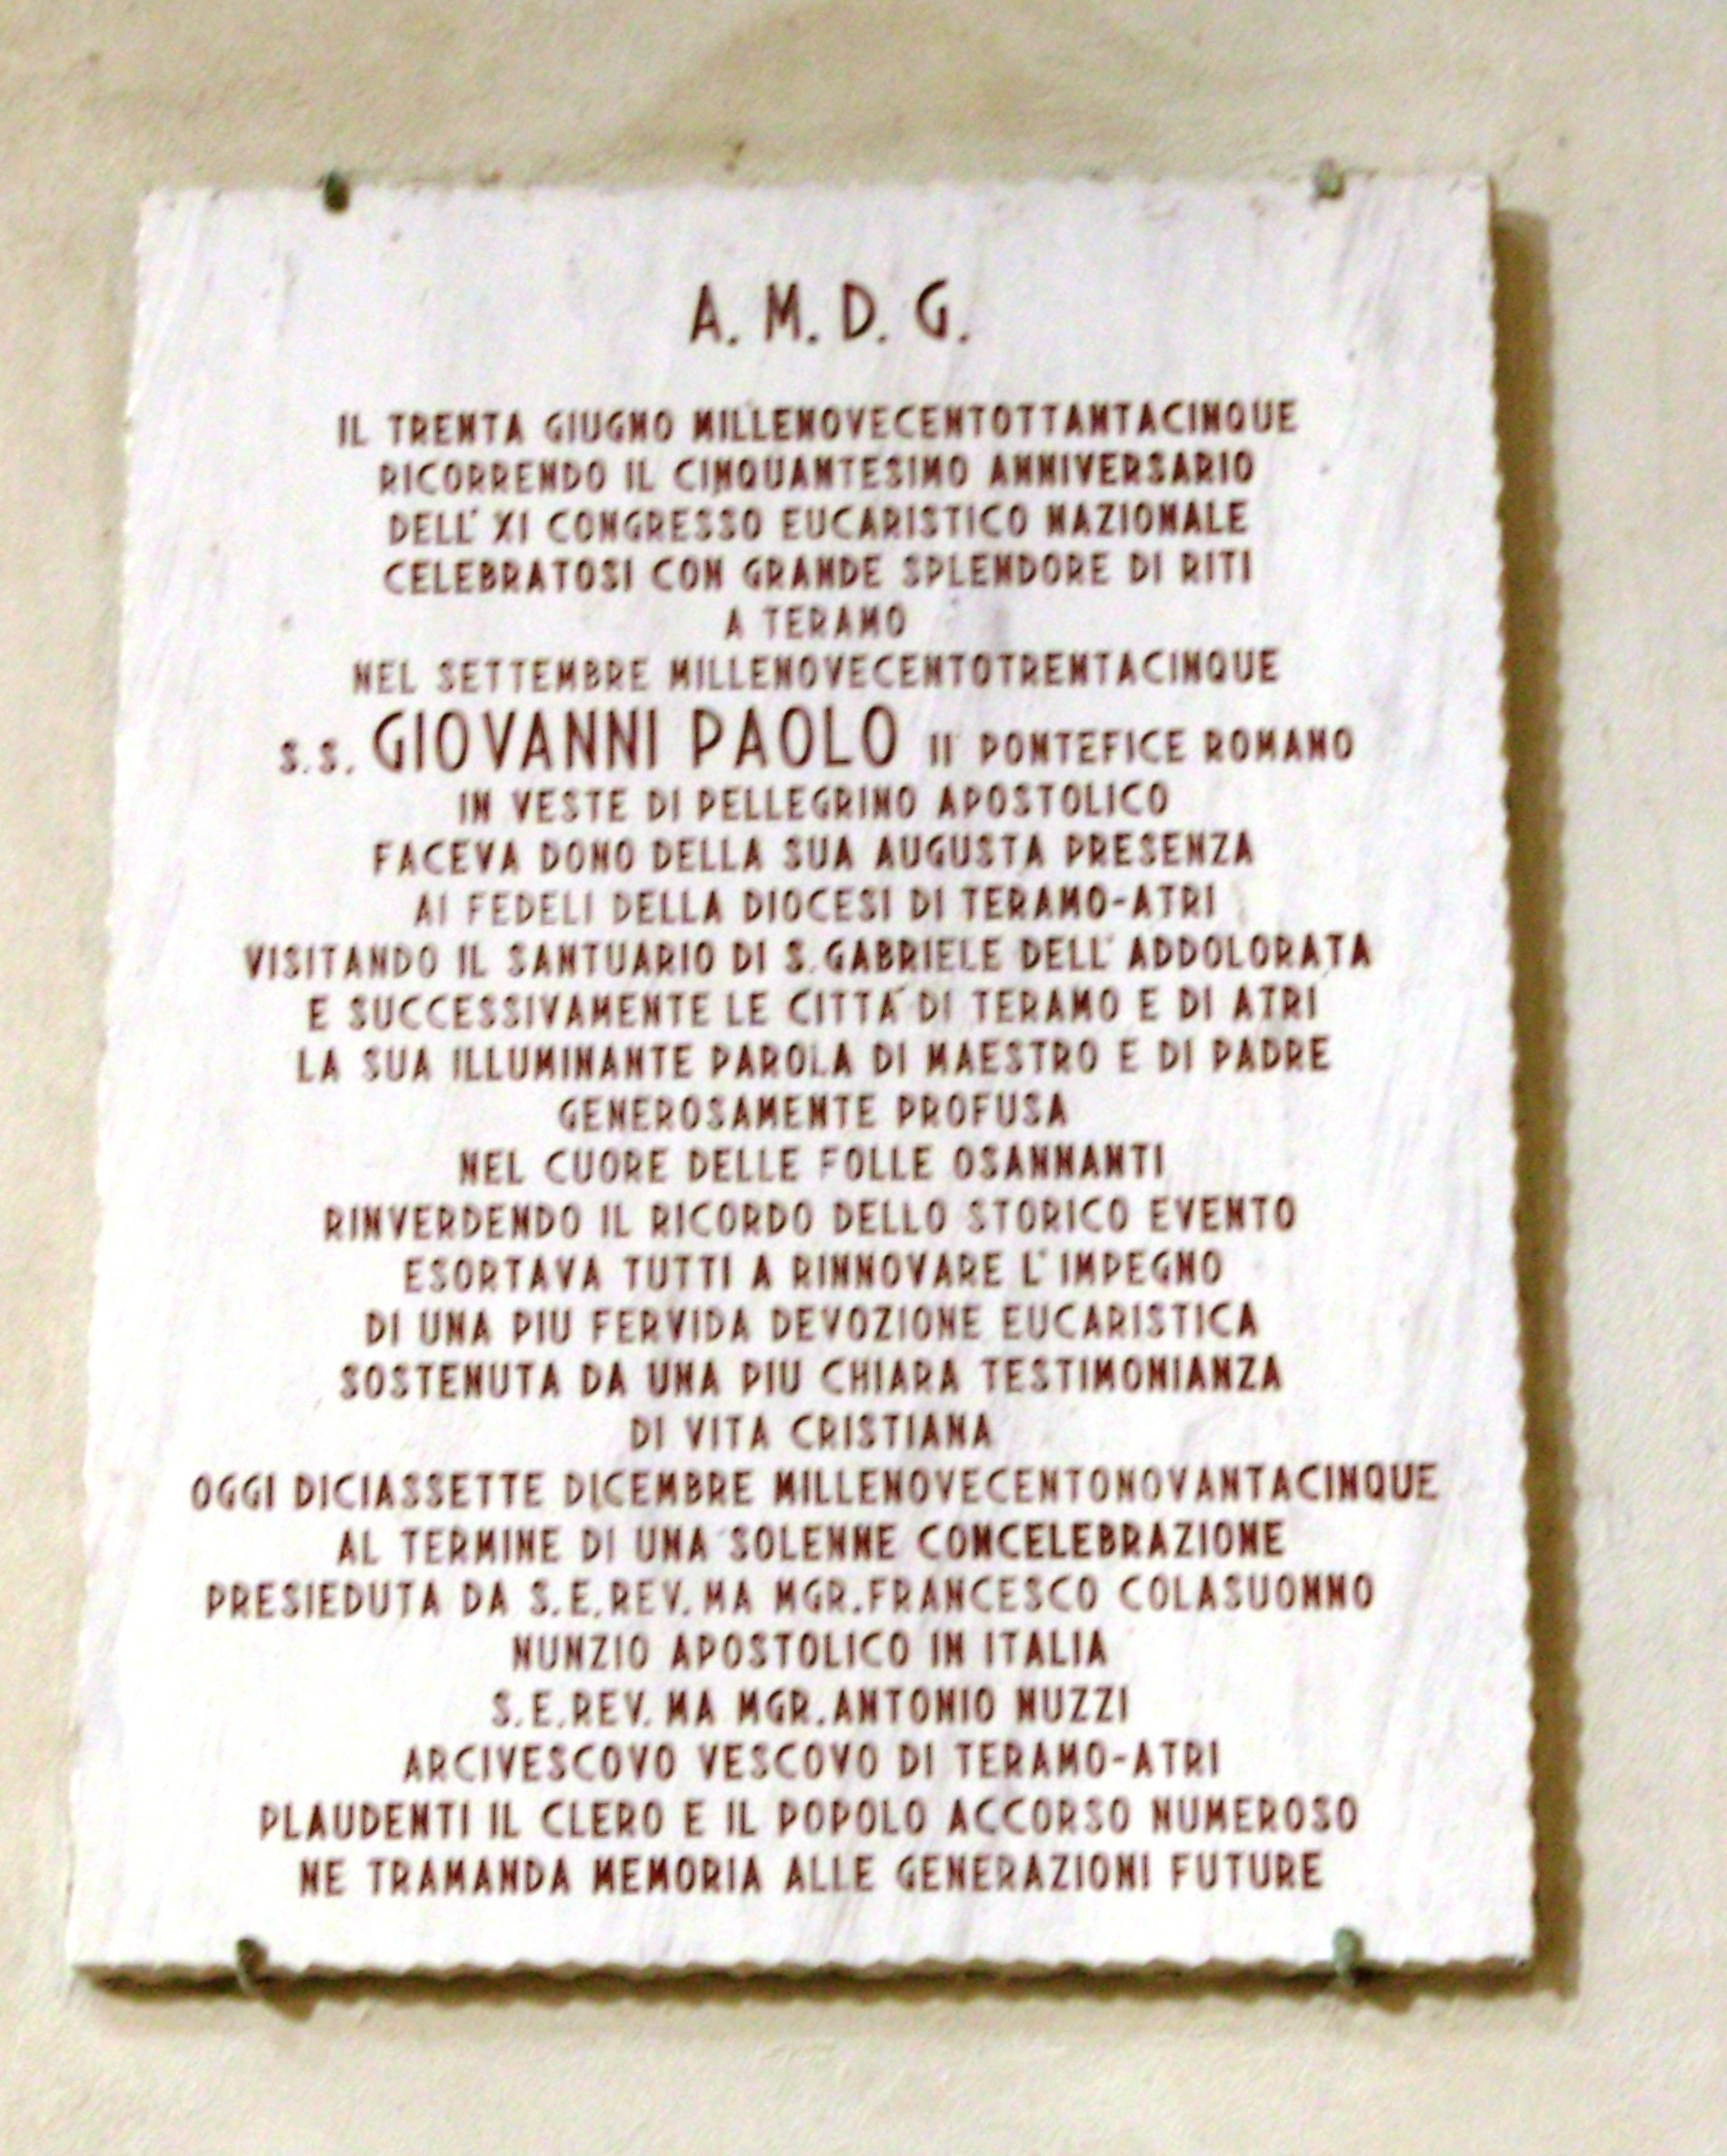 A. M. D. G.
IL TRENTA GIUGNO MILLENOVECENTOTTANTACINQUE
RICORRENDO IL CINQUANTESIMO ANNIVERSARIO
DELL' XI CONGRESSO EUCARISTICO NAZIONALE
CELEBRATOSI CON GRANDE SPLENDORE DI RITI
A TERAMO
NEL SETTEMBRE MILLENOVECENTOTRENTACINQUE
S.S. GIOVANNI PAOLO II PONTEFICE ROMANO
IN VESTE DI PELLEGRINO APOSTOLICO
FACEVA DONO DELLA SUA AUGUSTA PRESENZA
AI FEDELI DELLA DIOCESI DI TERAMO-ATRI
VISITANDO IL SANTUARIO DI S.GABRIELE DELL' ADDOLORATA
E SUCCESSIVAMENTE LE CITTA' DI TERAMO E DI ATRI
LA SUA ILLUMINANTE PAROLA DI MAESTRO E DI PADRE
GENEROSAMENTE PROFUSA
NEL CUORE DELLE FOLLE OSANNANTI
RINVERDENDO IL RICORDO DELLO STORICO EVENTO
ESORTAVA TUTTI A RINNOVARE L' IMPEGNO
DI UNA PIU FERVIDA DEVOZIONE EUCARISTICA
SOSTENUTA DA UNA PIU CHIARA TESTIMONIANZA
DI VITA CRISTIANA
OGGI DICIASSETTE DICEMBRE MILLENOVECENTONOVANTACINQUE
AL TERMINE DI UNA SOLENNE CONCELEBRAZIONE
PRESIEDUTA DA S.E.REV.MA MGR.FRANCESCO COLASUONNO
NUNZIO APOSTOLICO IN ITALIA
S.E.REV.MA MGR.ANTONIO NUZZI
ARCIVESCOVO VESCOVO DI TERAMO-ATRI
PLAUDENTI IL CLERO E IL POPOLO ACCORSO NUMEROSO
NE TRAMANDA MEMORIA ALLE GENERAZIONI FUTURE